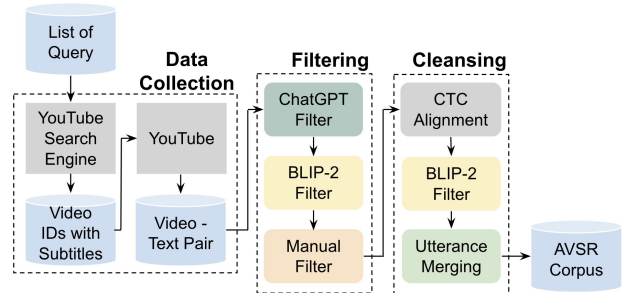 List of
Query
Data
Collection
YouTube
Search
Engine
YouTube
Video
IDs with
Subtitles
Video -
Text Pair
Filtering
ChatGPT
Filter
BLIP-2
Filter
Manual
Filter
Cleansing
CTC
Alignment
BLIP-2
Filter
Utterance
Merging
AVSR
Corpus